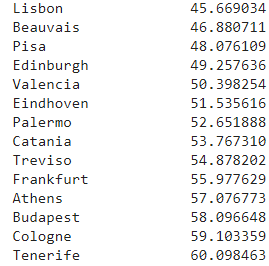 Lisbon 45.669034
Beauvais 46.880711
Pisa 48.076109
Edinburgh 49.257636
Valencia 50.398254
Eindhoven 51.535616
Palermo 52.651888
Catania 53.767310
Treviso 54.878202
Frankfurt 55.977629
Athens 57.076773
Budapest 58.096648
Cologne 59.103359
Tenerife 60.098463